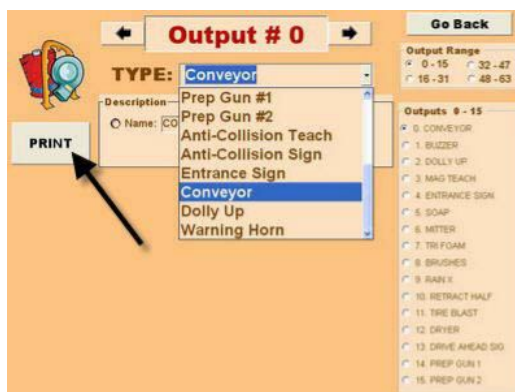 Output # 0
Go Back
TYPE: Conveyor
Output Range
0 - 15
32 - 47
16 - 31
48 - 63
Description
Name: CO
PRINT
Prep Gun #1
Prep Gun #2
Anti-Collision Teach
Anti-Collision Sign
Entrance Sign
Conveyor
Dolly Up
Warning Horn
Outputs 0 - 15
0. CONVEYOR
1. BUZZER
2. DOLLY UP
3. MAG TEACH
4. ENTRANCE SIGN
5. SOAP
6. MITTER
7. TRI FOAM
8. BRUSHES
9. RAIN X
10. RETRACT HALF
11. TIRE BLAST
12. DRYER
13. DRIVE AHEAD SIG
14. PREP GUN 1
15. PREP GUN 2